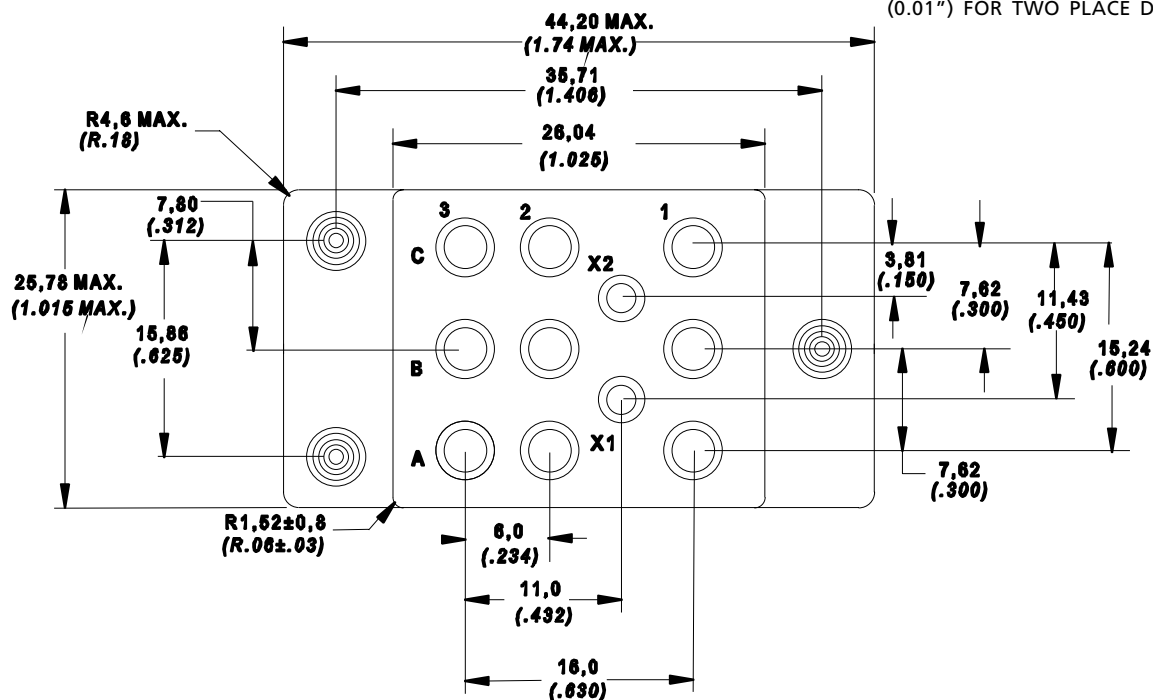 (0.01") FOR TWO PLACE D
44,20 MAX.
(1.74 MAX.)
35,71
(1.406)
R4,6 MAX.
(R.18)
26,04
(1.025)
7,80
(.312)
3
2
1
C
X2
3,81
(.150)
7,62
(.300)
25,78 MAX.
(1.015 MAX.)
11,43
(.450)
15,86
(.625)
15,24
(.600)
B
A
X1
7,62
(.300)
R1,52±0,8
(R.06±.03)
6,0
(.234)
11,0
(.432)
16,0
(.630)